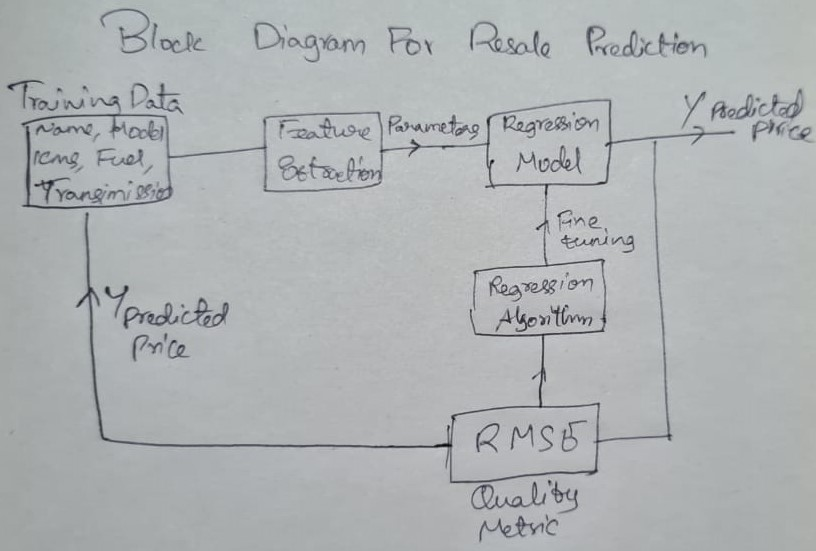 Block Diagram For Resale Prediction
Training Data
Name, Model
Kms, Fuel,
Transimission
Feature
Extraction
Parameters
Regression
Model
Y Predicted
Price
Fine
tuning
Regression
Algorithm
Y Predicted
Price
RMSE
Quality
Metric